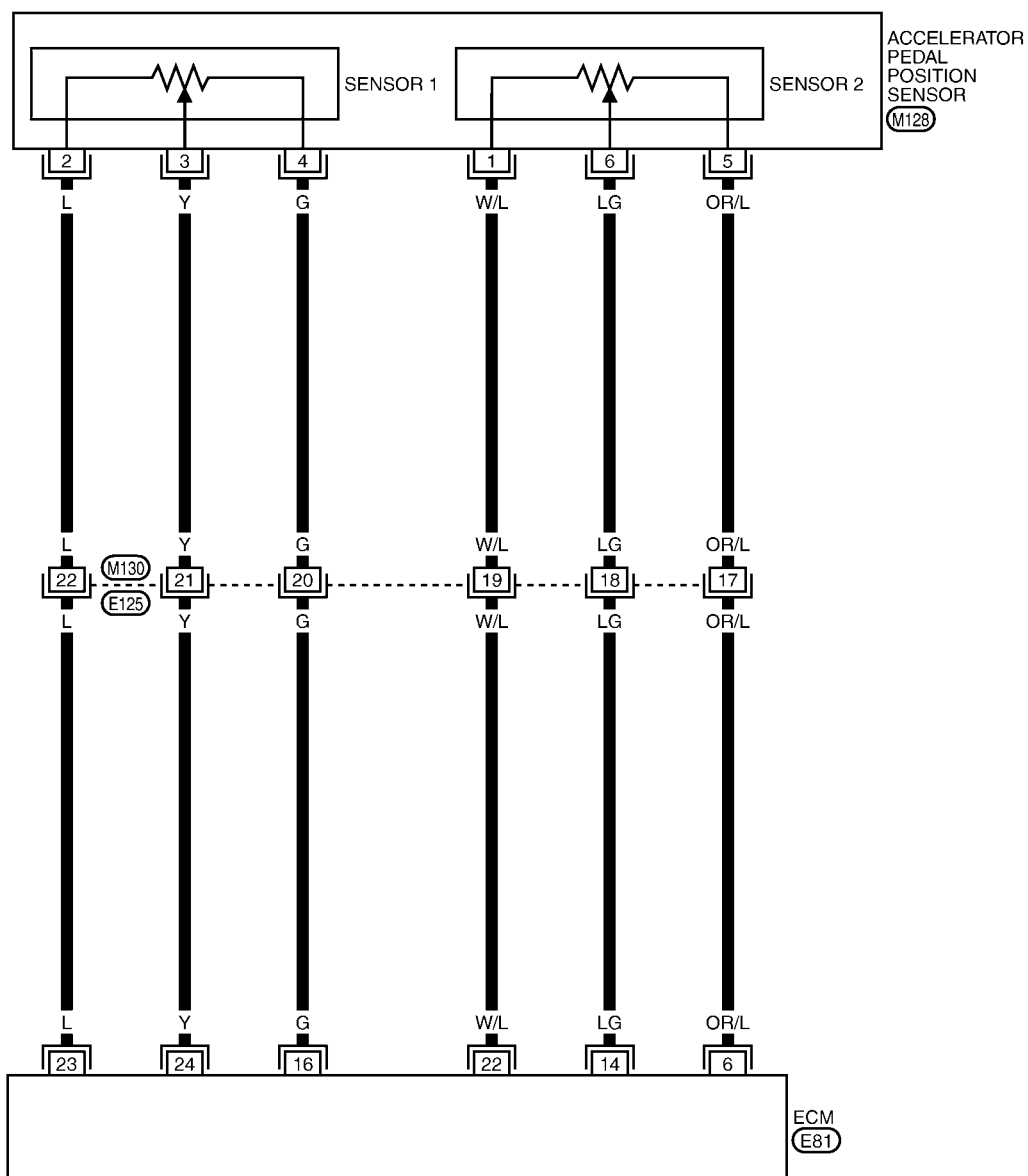 ACCELERATOR
PEDAL
POSITION
SENSOR
M128
SENSOR 1
SENSOR 2
2 3 4 1 6 5
L Y G W/L LG OR/L
L Y G W/L LG OR/L
M130
22 21 20 19 18 17
E125
L Y G W/L LG OR/L
L Y G W/L LG OR/L
23 24 16 22 14 6
ECM
E81